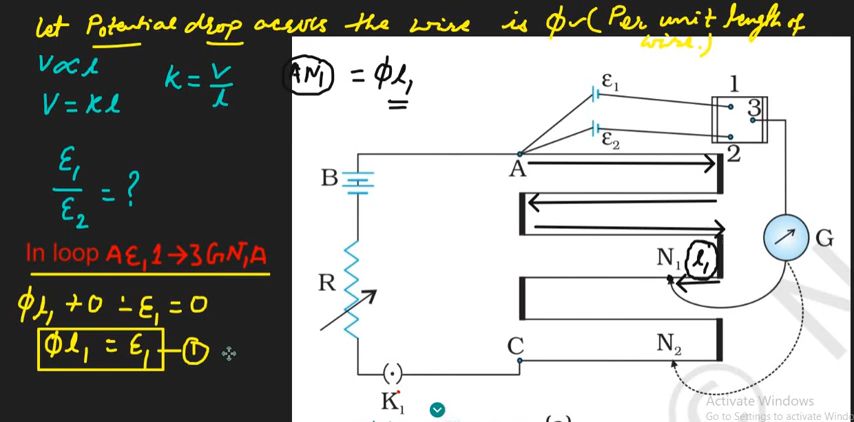 Let Potential drop across the wire is ϕ~( Per unit length of wire.)
V∝l
V = Kl
K = V/l
AN₁ = ϕl₁
ε₁/ε₂ = ?
In loop AE₁1→3GN₁A
ϕl₁ + 0 - ε₁ = 0
ϕl₁ = ε₁ — ①
ε₁
ε₂
1
3
2
A
B
G
N₁ (l₁)
R
C
N₂
K₁
Activate Windows
Go to Settings to activate Wind